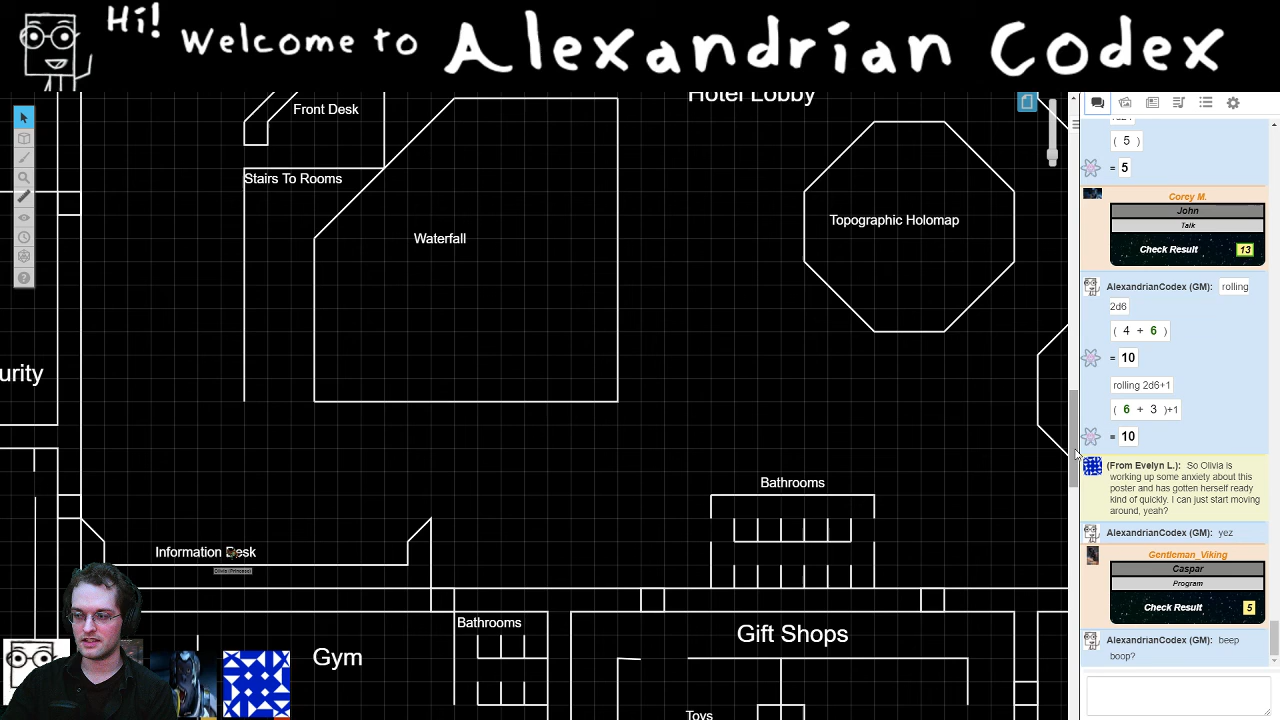 Hi! Welcome to Alexandrian Codex
Hotel Lobby
Front Desk
Stairs To Rooms
Waterfall
Topographic Holomap
urity
Bathrooms
Information Desk
Bathrooms
Gift Shops
Gym
Toys
( 5 )
= 5
Corey M.
John
Talk
Check Result 13
AlexandrianCodex (GM): rolling
2d6
( 4 + 6 )
= 10
rolling 2d6+1
( 6 + 3 )+1
= 10
(From Evelyn L.): So Olivia is
working up some anxiety about this
poster and has gotten herself ready
kind of quickly. I can just start moving
around, yeah?
AlexandrianCodex (GM): yez
Gentleman_Viking
Caspar
Program
Check Result 5
AlexandrianCodex (GM): beep
boop?